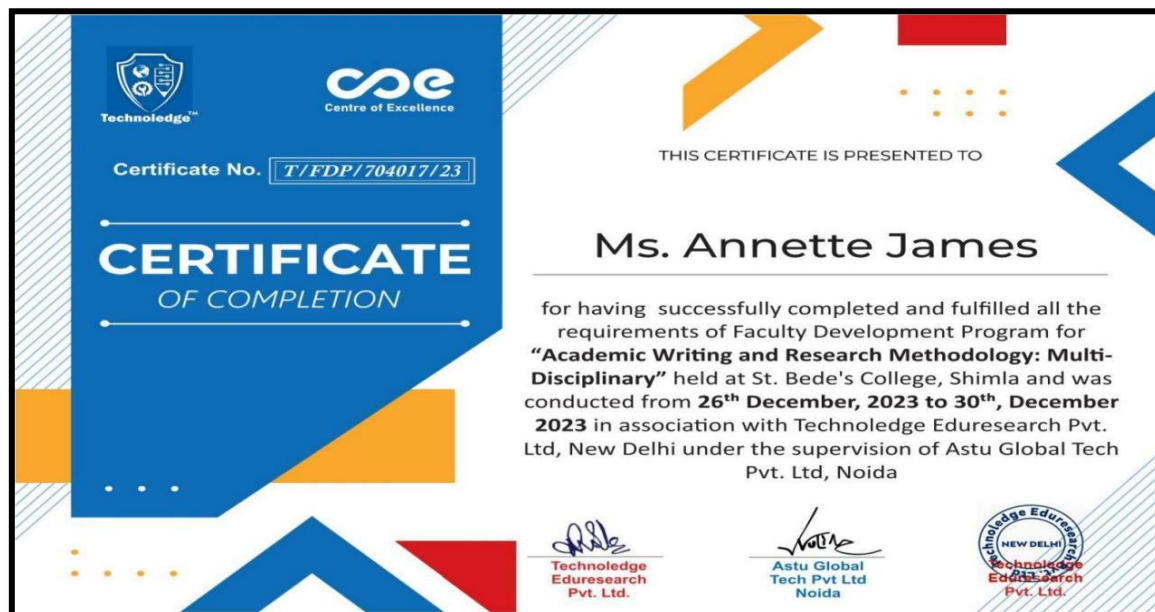 Technoledge™
coe
Centre of Excellence
Certificate No. T/FDP/704017/23
CERTIFICATE
OF COMPLETION
THIS CERTIFICATE IS PRESENTED TO
Ms. Annette James
for having successfully completed and fulfilled all the
requirements of Faculty Development Program for
“Academic Writing and Research Methodology: Multi-
Disciplinary” held at St. Bede's College, Shimla and was
conducted from 26th December, 2023 to 30th, December
2023 in association with Technoledge Eduresearch Pvt.
Ltd, New Delhi under the supervision of Astu Global Tech
Pvt. Ltd, Noida
Technoledge
Eduresearch
Pvt. Ltd.
Astu Global
Tech Pvt Ltd
Noida
Technoledge Eduresearch Pvt. Ltd
NEW DELHI
Technoledge
Eduresearch
Pvt. Ltd.